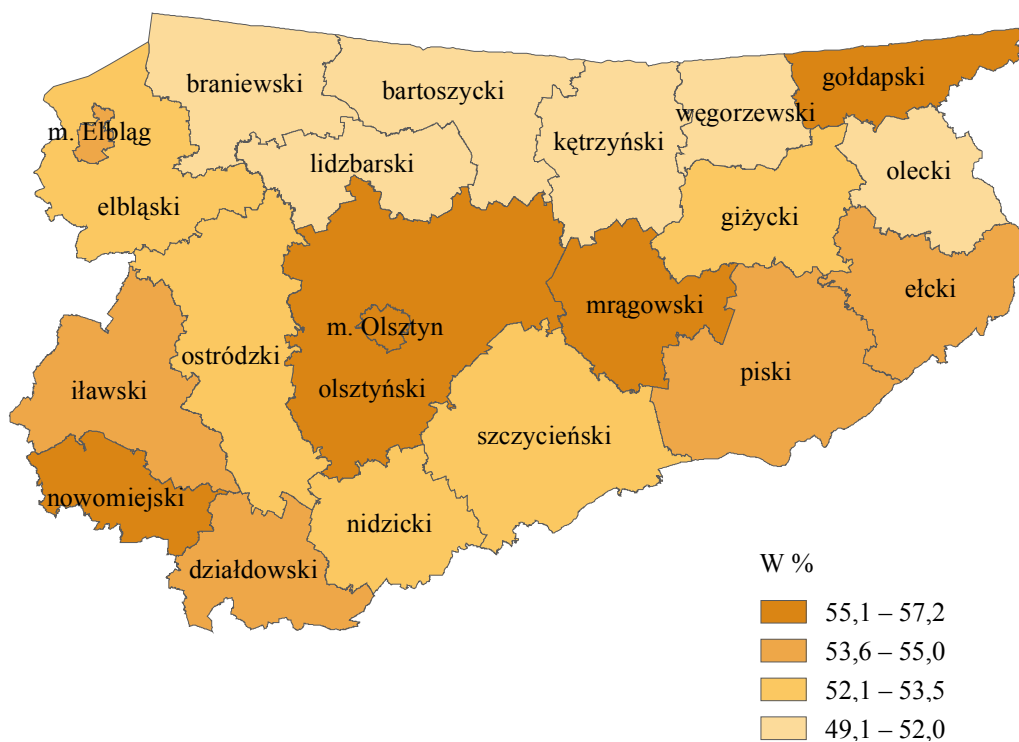 gołdapski
braniewski
bartoszycki
węgorzewski
m. Elbląg
kętrzyński
lidzbarski
olecki
elbląski
giżycki
ełcki
mrągowski
m. Olsztyn
ostródzki
piski
iławski
olsztyński
szczycieński
nowomiejski
nidzicki
działdowski
W %
55,1 – 57,2
53,6 – 55,0
52,1 – 53,5
49,1 – 52,0